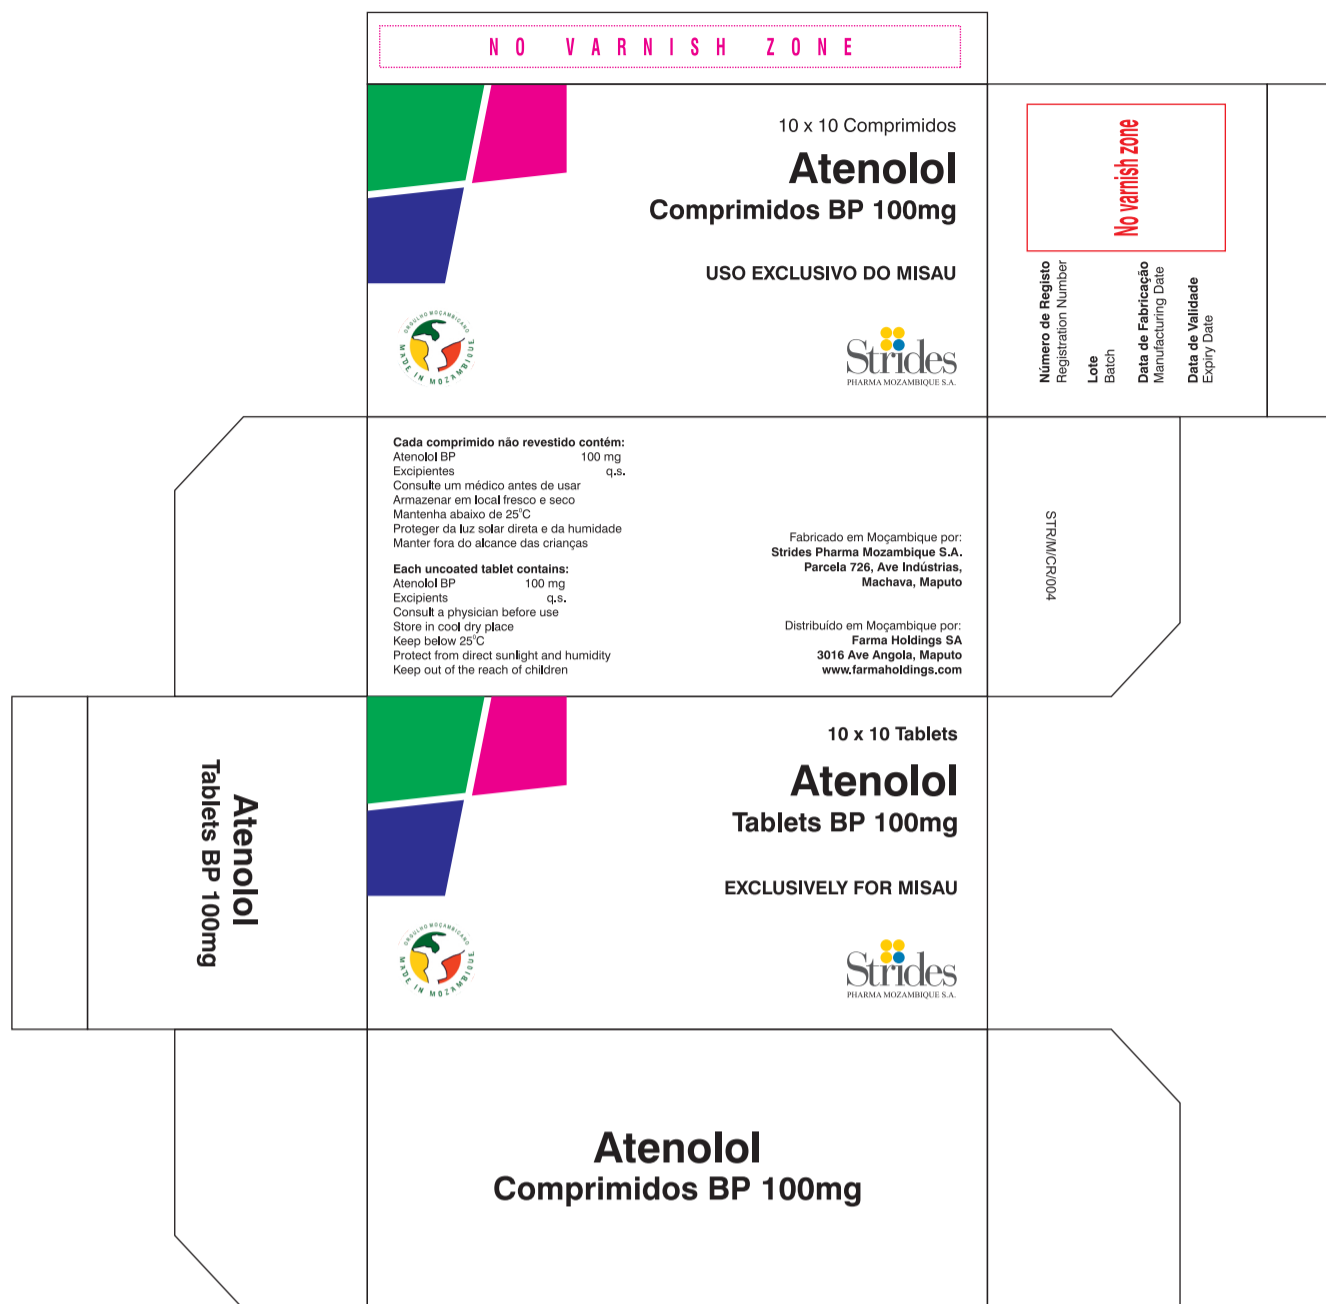 NO VARNISH ZONE
10 x 10 Comprimidos
Atenolol
Comprimidos BP 100mg
USO EXCLUSIVO DO MISAU
ORGULHO MOÇAMBICANO
MADE IN MOZAMBIQUE
Strides
PHARMA MOZAMBIQUE S.A.
No varnish zone
Número de Registo
Registration Number
Lote
Batch
Data de Fabricação
Manufacturing Date
Data de Validade
Expiry Date
Cada comprimido não revestido contém:
Atenolol BP 100 mg
Excipientes q.s.
Consulte um médico antes de usar
Armazenar em local fresco e seco
Mantenha abaixo de 25°C
Proteger da luz solar direta e da humidade
Manter fora do alcance das crianças
Each uncoated tablet contains:
Atenolol BP 100 mg
Excipients q.s.
Consult a physician before use
Store in cool dry place
Keep below 25°C
Protect from direct sunlight and humidity
Keep out of the reach of children
Fabricado em Moçambique por:
Strides Pharma Mozambique S.A.
Parcela 726, Ave Indústrias,
Machava, Maputo
Distribuído em Moçambique por:
Farma Holdings SA
3016 Ave Angola, Maputo
www.farmaholdings.com
STR/M/CR/004
Atenolol
Tablets BP 100mg
10 x 10 Tablets
Atenolol
Tablets BP 100mg
EXCLUSIVELY FOR MISAU
ORGULHO MOÇAMBICANO
MADE IN MOZAMBIQUE
Strides
PHARMA MOZAMBIQUE S.A.
Atenolol
Comprimidos BP 100mg